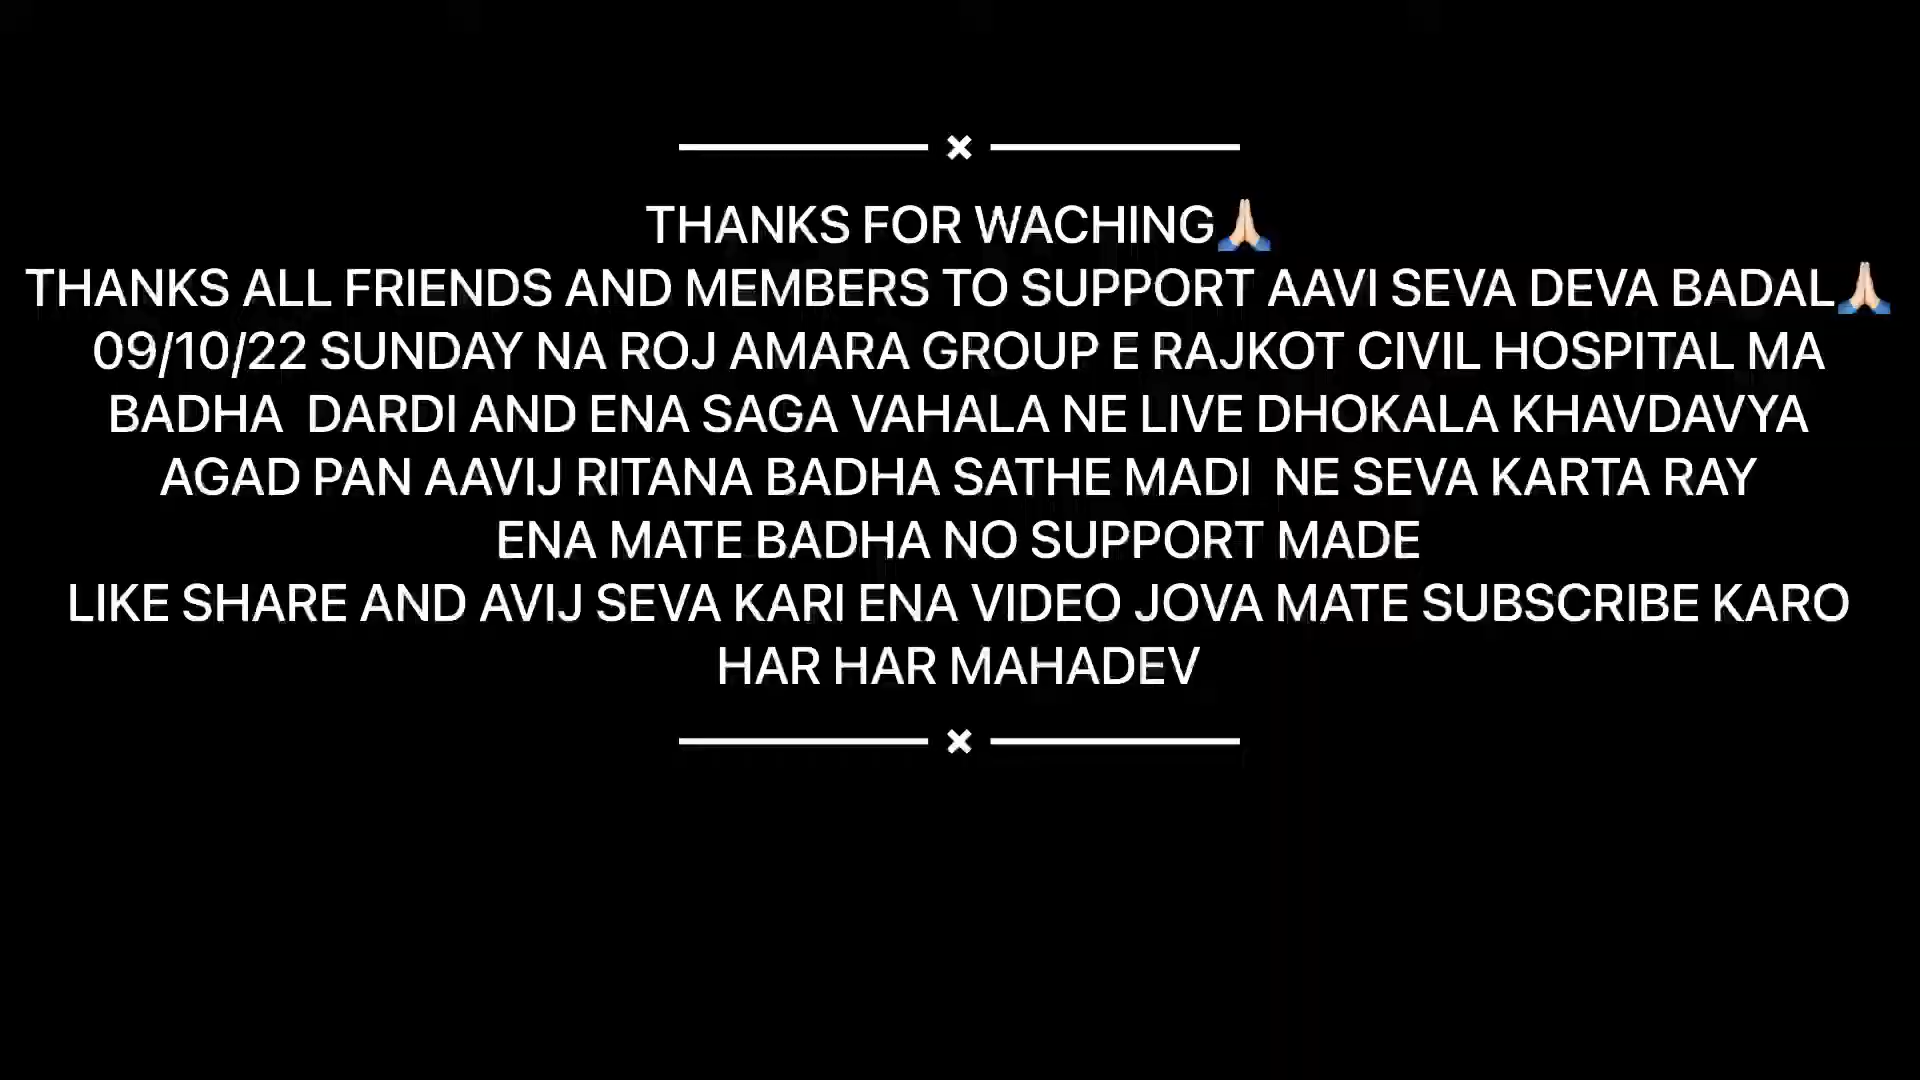 THANKS FOR WACHING🙏🏻
THANKS ALL FRIENDS AND MEMBERS TO SUPPORT AAVI SEVA DEVA BADAL🙏🏻
09/10/22 SUNDAY NA ROJ AMARA GROUP E RAJKOT CIVIL HOSPITAL MA
BADHA  DARDI AND ENA SAGA VAHALA NE LIVE DHOKALA KHAVDAVYA
AGAD PAN AAVIJ RITANA BADHA SATHE MADI  NE SEVA KARTA RAY
ENA MATE BADHA NO SUPPORT MADE
LIKE SHARE AND AVIJ SEVA KARI ENA VIDEO JOVA MATE SUBSCRIBE KARO
HAR HAR MAHADEV